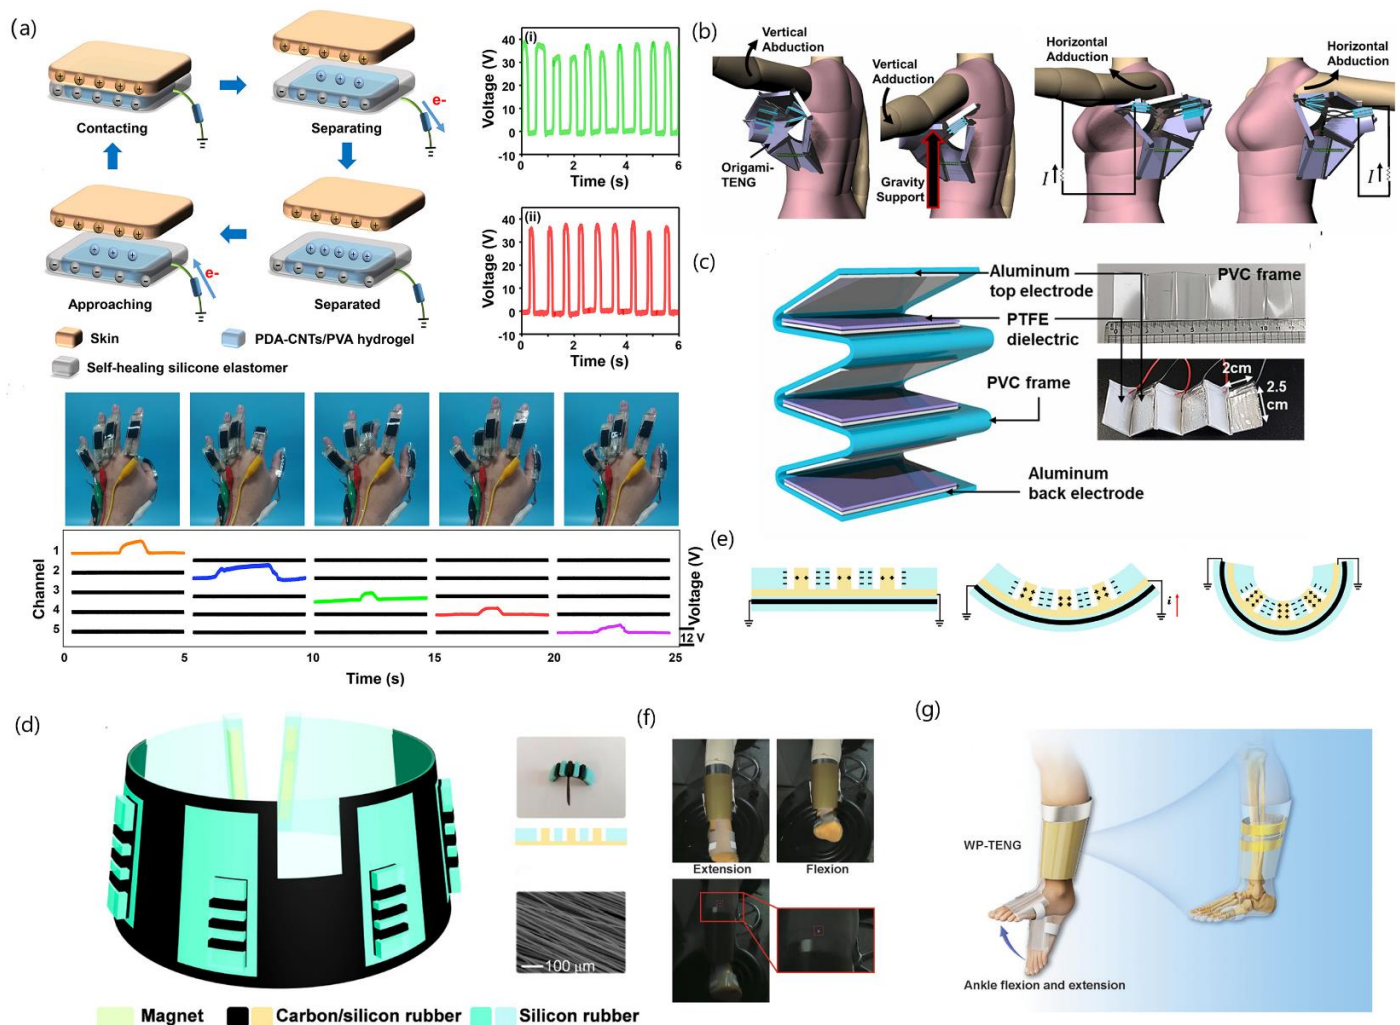 (a)
Contacting
e-
Separating
Approaching
e-
Separated
Skin
PDA-CNTs/PVA hydrogel
Self-healing silicone elastomer
(i)
Voltage (V)
40
30
20
10
0
-10
0 1 2 3 4 5 6
Time (s)
(ii)
Voltage (V)
40
30
20
10
0
-10
0 2 4 6
Time (s)
Channel
1
2
3
4
5
Voltage (V)
12 V
0 5 10 15 20 25
Time (s)
(b)
Vertical
Abduction
Origami-
TENG
Vertical
Adduction
Gravity
Support
Horizontal
Adduction
I
Horizontal
Abduction
I
(c)
Aluminum
top electrode
PTFE
dielectric
PVC frame
Aluminum
back electrode
PVC frame
2cm
2.5
cm
(e)
i
(d)
100 μm
Magnet
Carbon/silicon rubber
Silicon rubber
(f)
Extension
Flexion
(g)
WP-TENG
Ankle flexion and extension